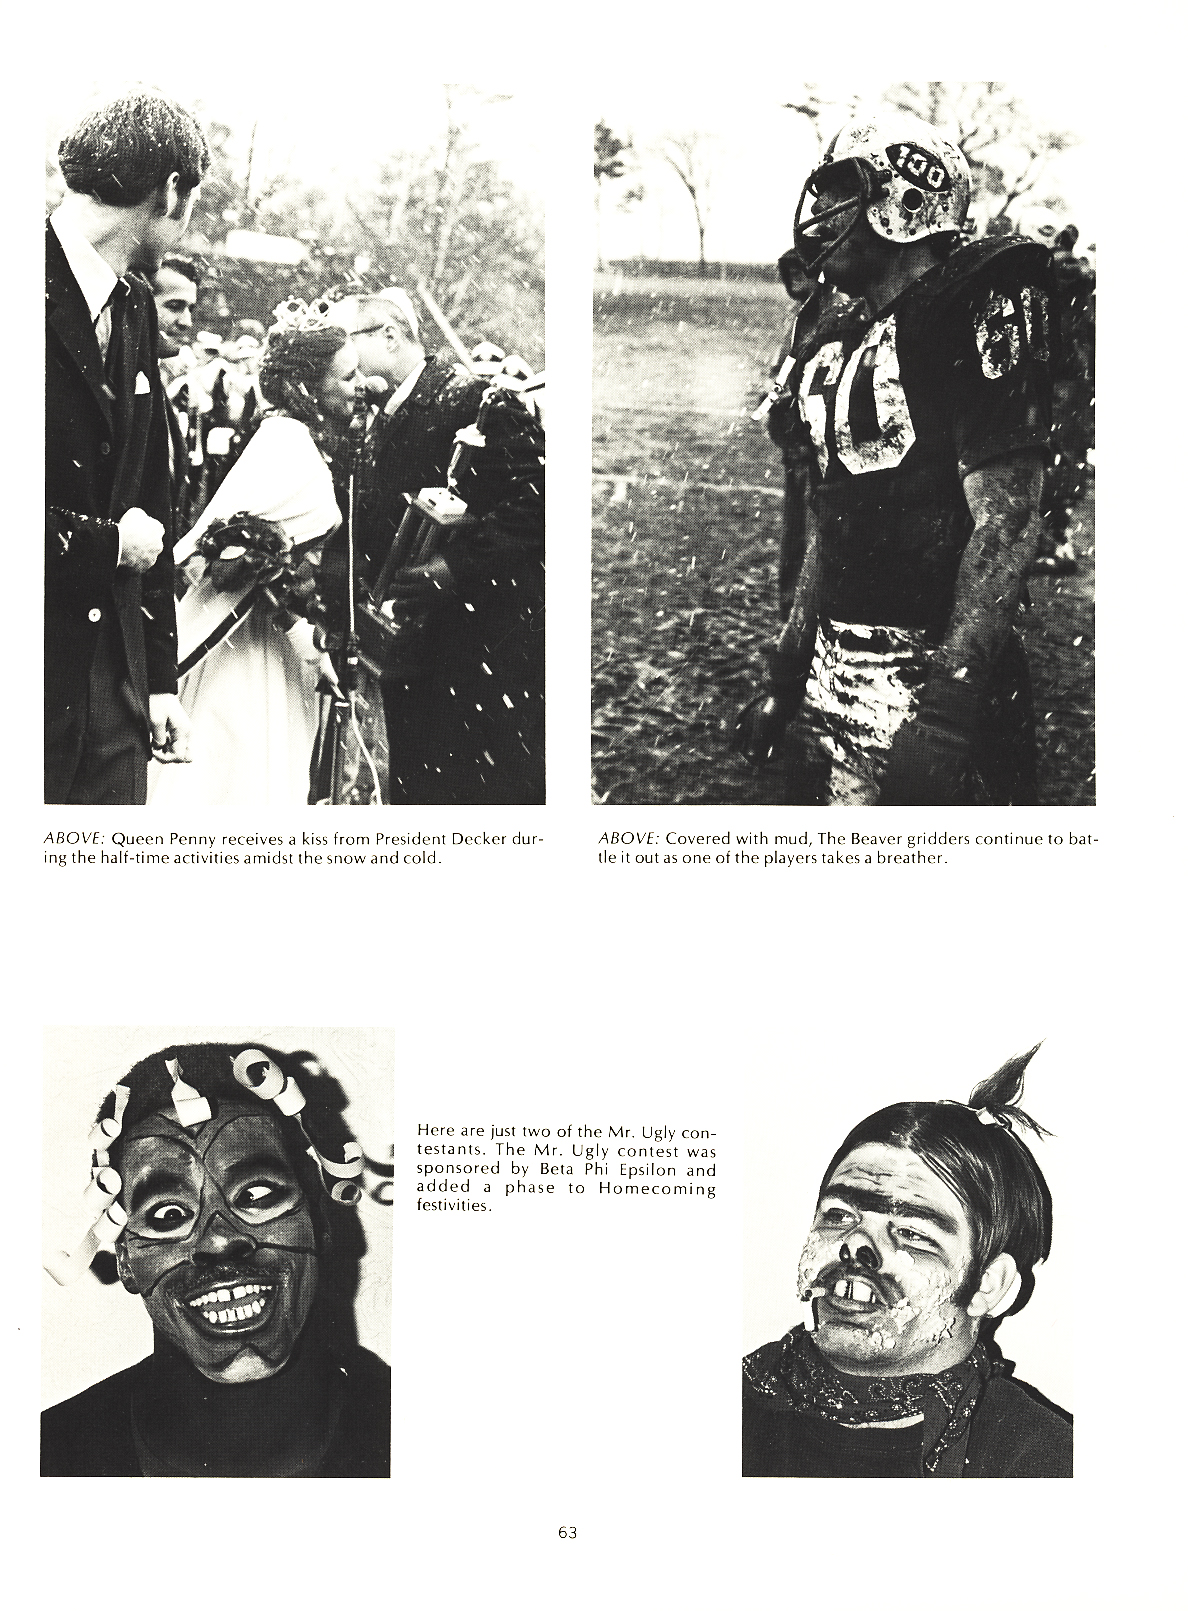 100
60
60
ABOVE: Queen Penny receives a kiss from President Decker dur-
ing the half-time activities amidst the snow and cold.
ABOVE: Covered with mud, The Beaver gridders continue to bat-
tle it out as one of the players takes a breather.
Here are just two of the Mr. Ugly con-
testants. The Mr. Ugly contest was
sponsored by Beta Phi Epsilon and
added a phase to Homecoming
festivities.
63